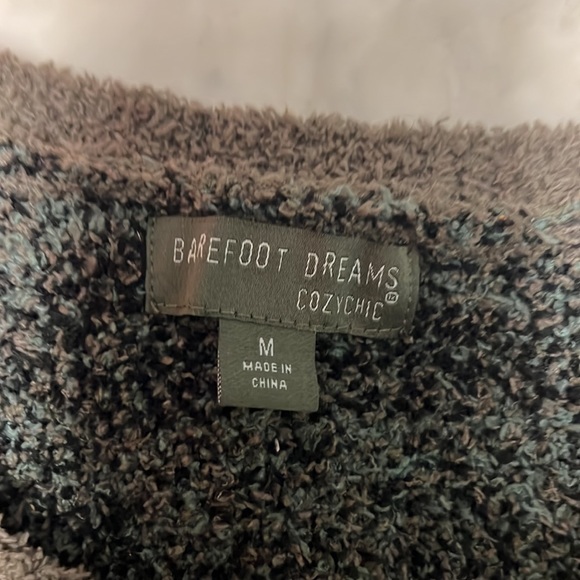 BAREFOOT DREAMS
COZYCHIC®
M
MADE IN
CHINA